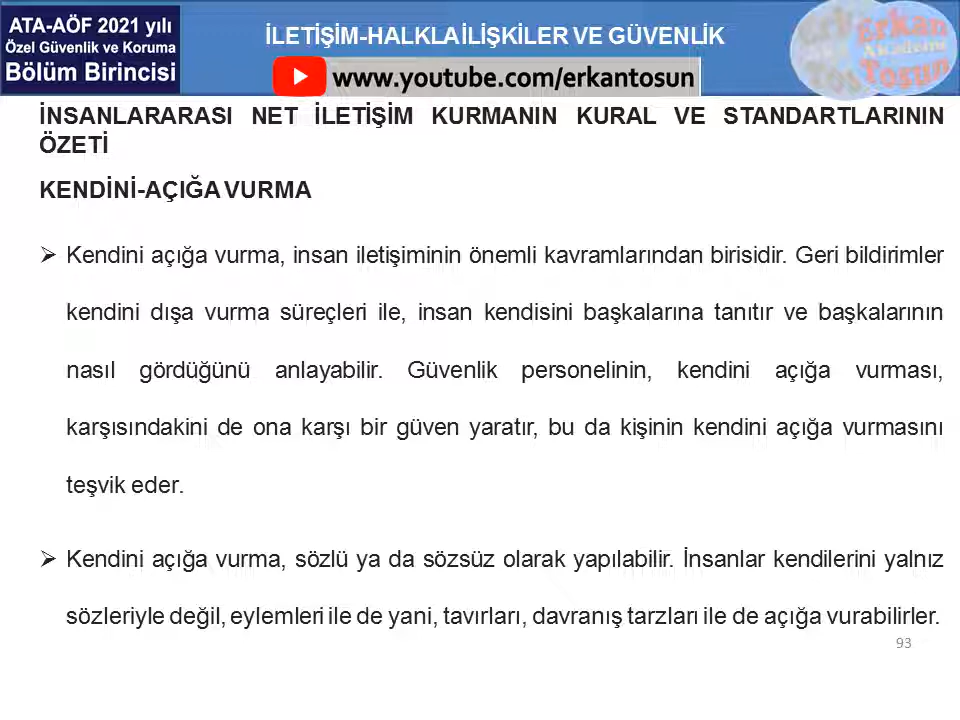 ATA-AÖF 2021 yılı
Özel Güvenlik ve Koruma
Bölüm Birincisi
İLETİŞİM-HALKLA İLİŞKİLER VE GÜVENLİK
www.youtube.com/erkantosun
Erkan
Akademi
Tosun
İNSANLARARASI NET İLETİŞİM KURMANIN KURAL VE STANDARTLARININ
ÖZETİ
KENDİNİ-AÇIĞA VURMA
Kendini açığa vurma, insan iletişiminin önemli kavramlarından birisidir. Geri bildirimler
kendini dışa vurma süreçleri ile, insan kendisini başkalarına tanıtır ve başkalarının
nasıl gördüğünü anlayabilir. Güvenlik personelinin, kendini açığa vurması,
karşısındakini de ona karşı bir güven yaratır, bu da kişinin kendini açığa vurmasını
teşvik eder.
Kendini açığa vurma, sözlü ya da sözsüz olarak yapılabilir. İnsanlar kendilerini yalnız
sözleriyle değil, eylemleri ile de yani, tavırları, davranış tarzları ile de açığa vurabilirler.
93